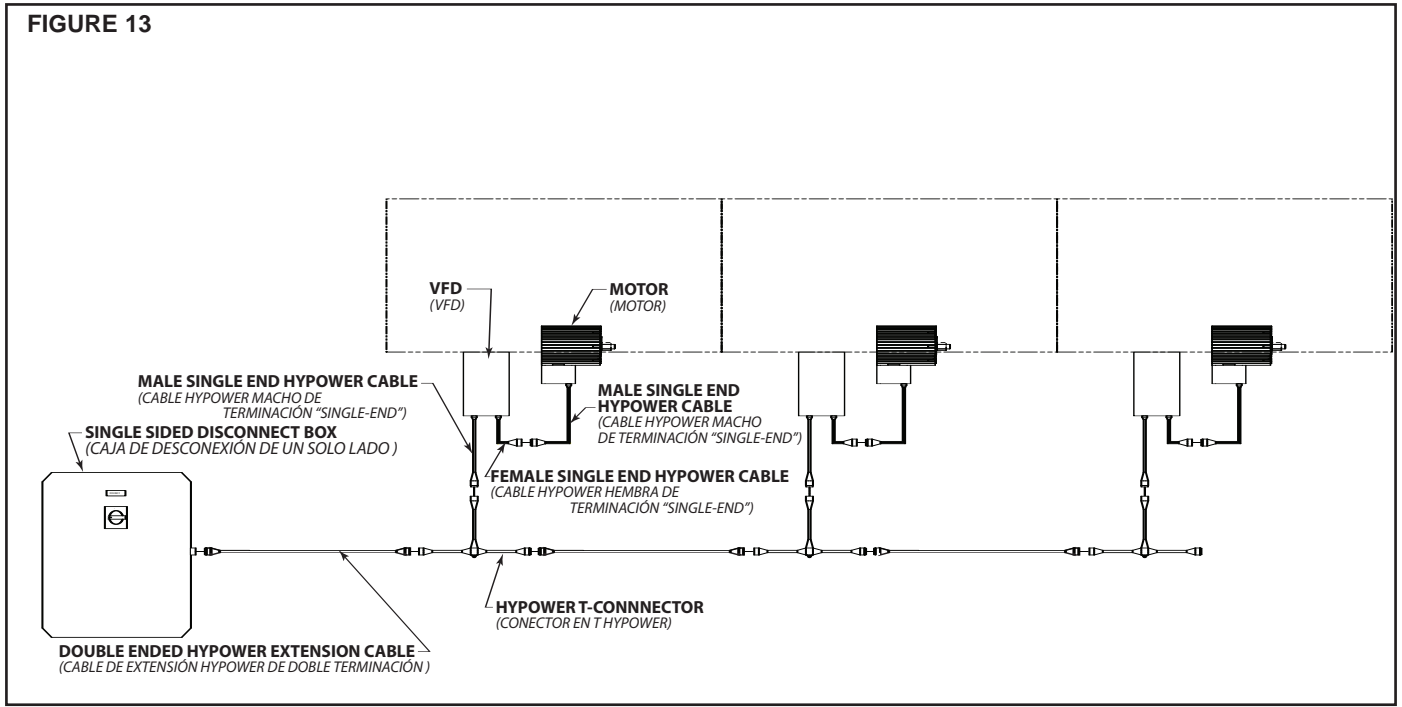 FIGURE 13
VFD
(VFD)
MOTOR
(MOTOR)
MALE SINGLE END HYPOWER CABLE
(CABLE HYPOWER MACHO DE
TERMINACIÓN “SINGLE-END”)
MALE SINGLE END
HYPOWER CABLE
(CABLE HYPOWER MACHO
DE TERMINACIÓN “SINGLE-END”)
SINGLE SIDED DISCONNECT BOX
(CAJA DE DESCONEXIÓN DE UN SOLO LADO )
FEMALE SINGLE END HYPOWER CABLE
(CABLE HYPOWER HEMBRA DE
TERMINACIÓN “SINGLE-END”)
HYPOWER T-CONNNECTOR
(CONECTOR EN T HYPOWER)
DOUBLE ENDED HYPOWER EXTENSION CABLE
(CABLE DE EXTENSIÓN HYPOWER DE DOBLE TERMINACIÓN )